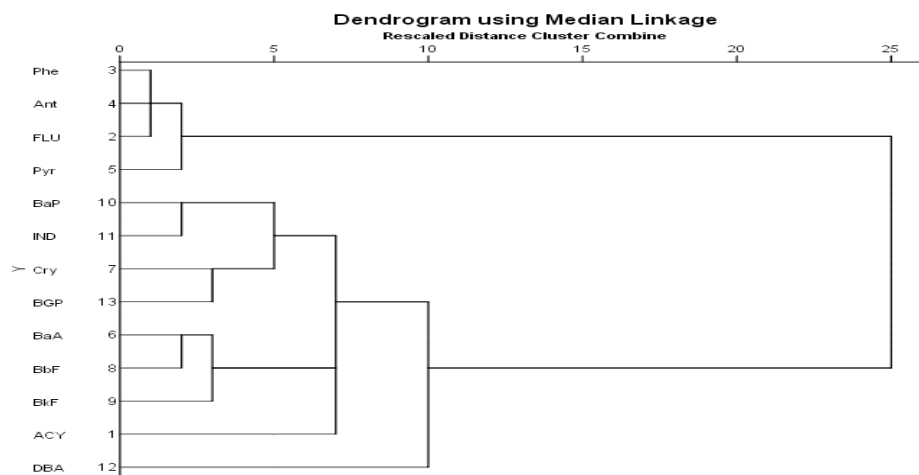 Dendrogram using Median Linkage
Rescaled Distance Cluster Combine
0 5 10 15 20 25
Phe 3
Ant 4
FLU 2
Pyr 5
BaP 10
IND 11
Y
Cry 7
BGP 13
BaA 6
BbF 8
BkF 9
ACY 1
DBA 12